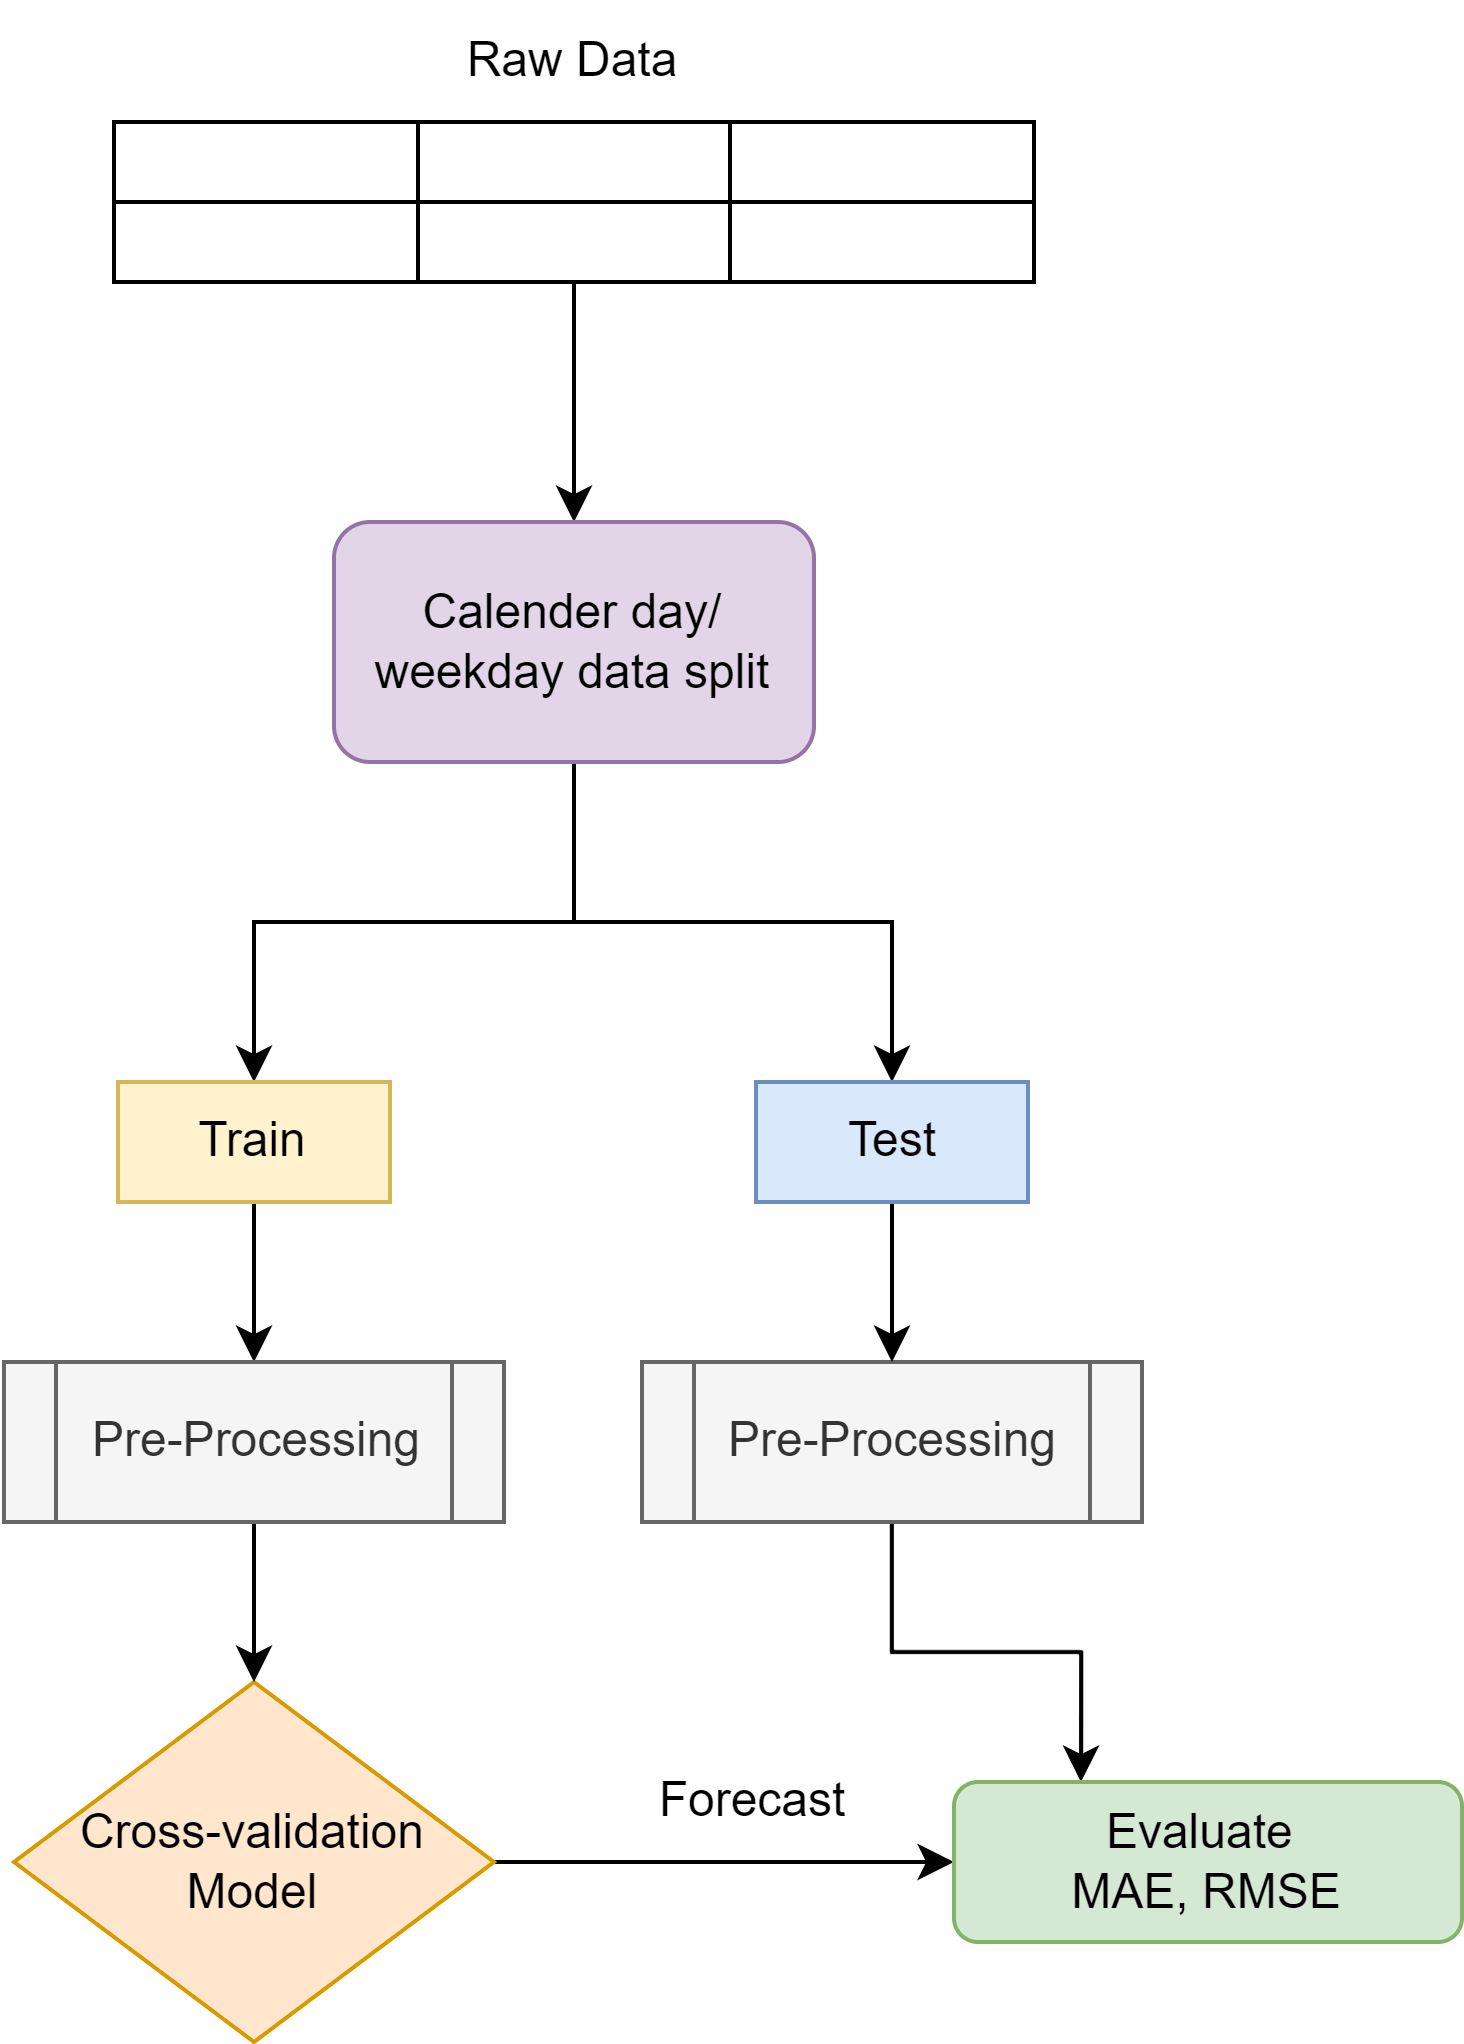 Raw Data
Calender day/
weekday data split
Train
Test
Pre-Processing
Pre-Processing
Forecast
Cross-validation
Model
Evaluate
MAE, RMSE